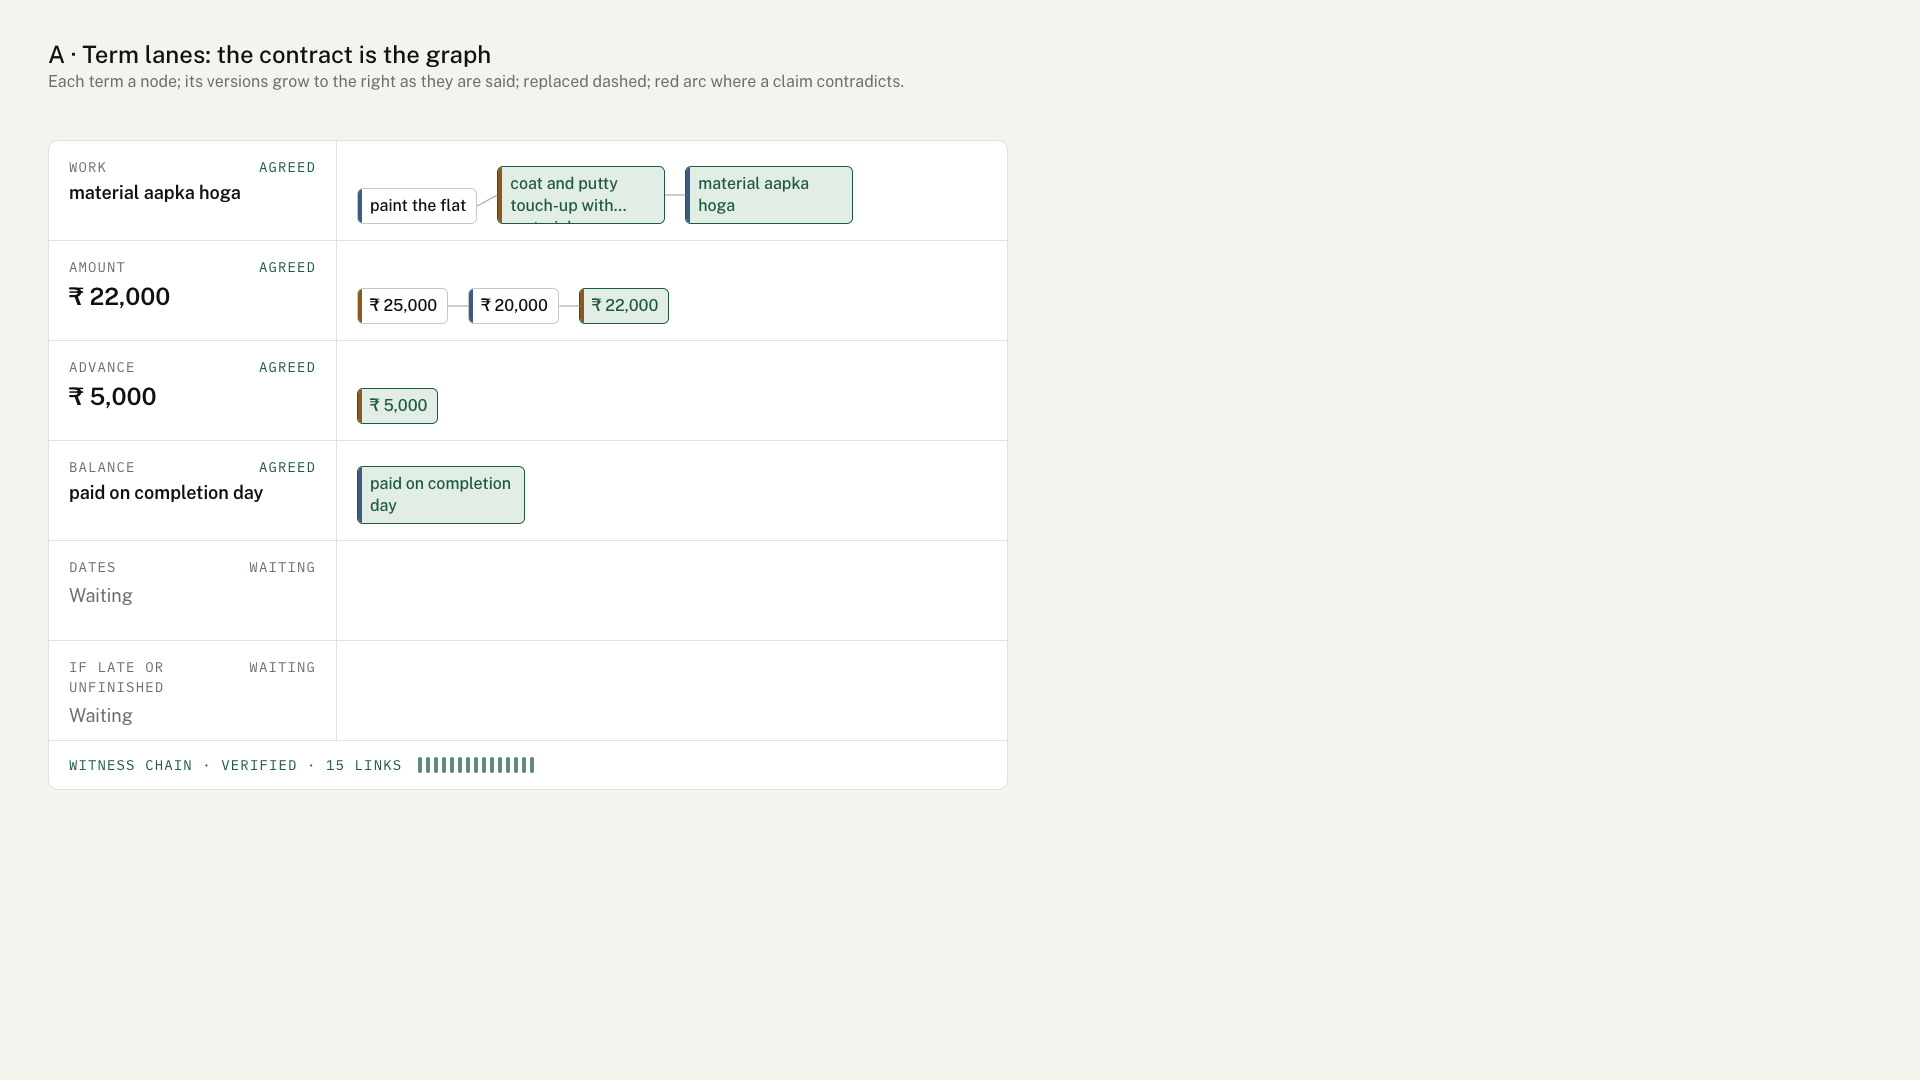 A · Term lanes: the contract is the graph
Each term a node; its versions grow to the right as they are said; replaced dashed; red arc where a claim contradicts.
WORK AGREED
material aapka hoga
paint the flat
coat and putty
touch-up with...
material aapka
hoga
AMOUNT AGREED
₹ 22,000
₹ 25,000 ₹ 20,000 ₹ 22,000
ADVANCE AGREED
₹ 5,000
₹ 5,000
BALANCE AGREED
paid on completion day
paid on completion
day
DATES WAITING
Waiting
IF LATE OR WAITING
UNFINISHED
Waiting
WITNESS CHAIN · VERIFIED · 15 LINKS